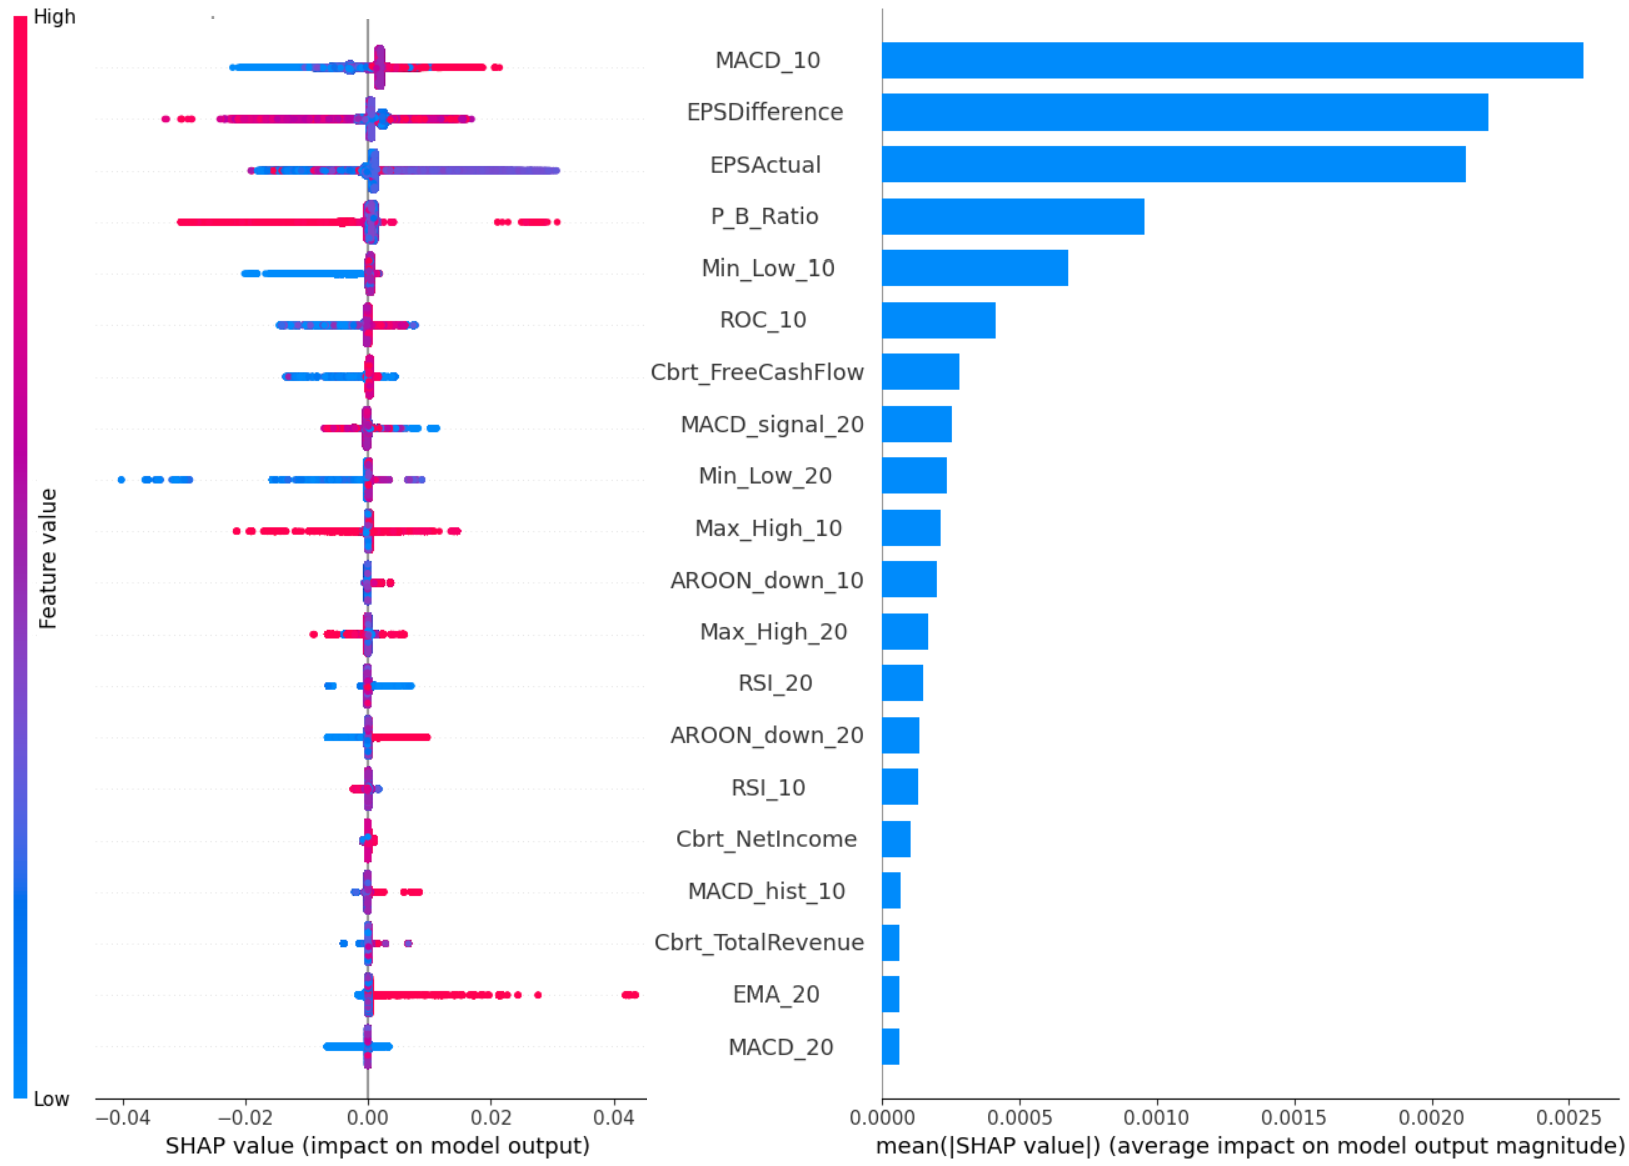 High
Feature value
Low
MACD_10
EPSDifference
EPSActual
P_B_Ratio
Min_Low_10
ROC_10
Cbrt_FreeCashFlow
MACD_signal_20
Min_Low_20
Max_High_10
AROON_down_10
Max_High_20
RSI_20
AROON_down_20
RSI_10
Cbrt_NetIncome
MACD_hist_10
Cbrt_TotalRevenue
EMA_20
MACD_20
−0.04 −0.02 0.00 0.02 0.04
SHAP value (impact on model output)
0.0000 0.0005 0.0010 0.0015 0.0020 0.0025
mean(|SHAP value|) (average impact on model output magnitude)